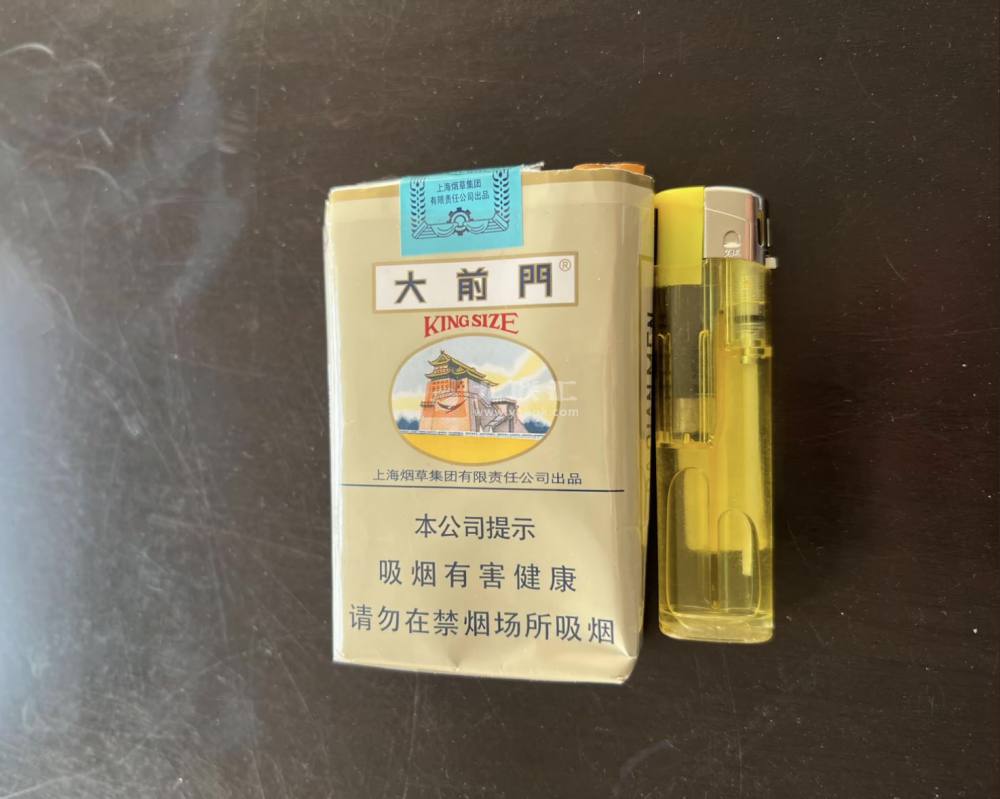 上海烟草集团
有限责任公司出品
大前門®
KING SIZE
上海烟草集团有限责任公司出品
本公司提示
吸烟有害健康
请勿在禁烟场所吸烟